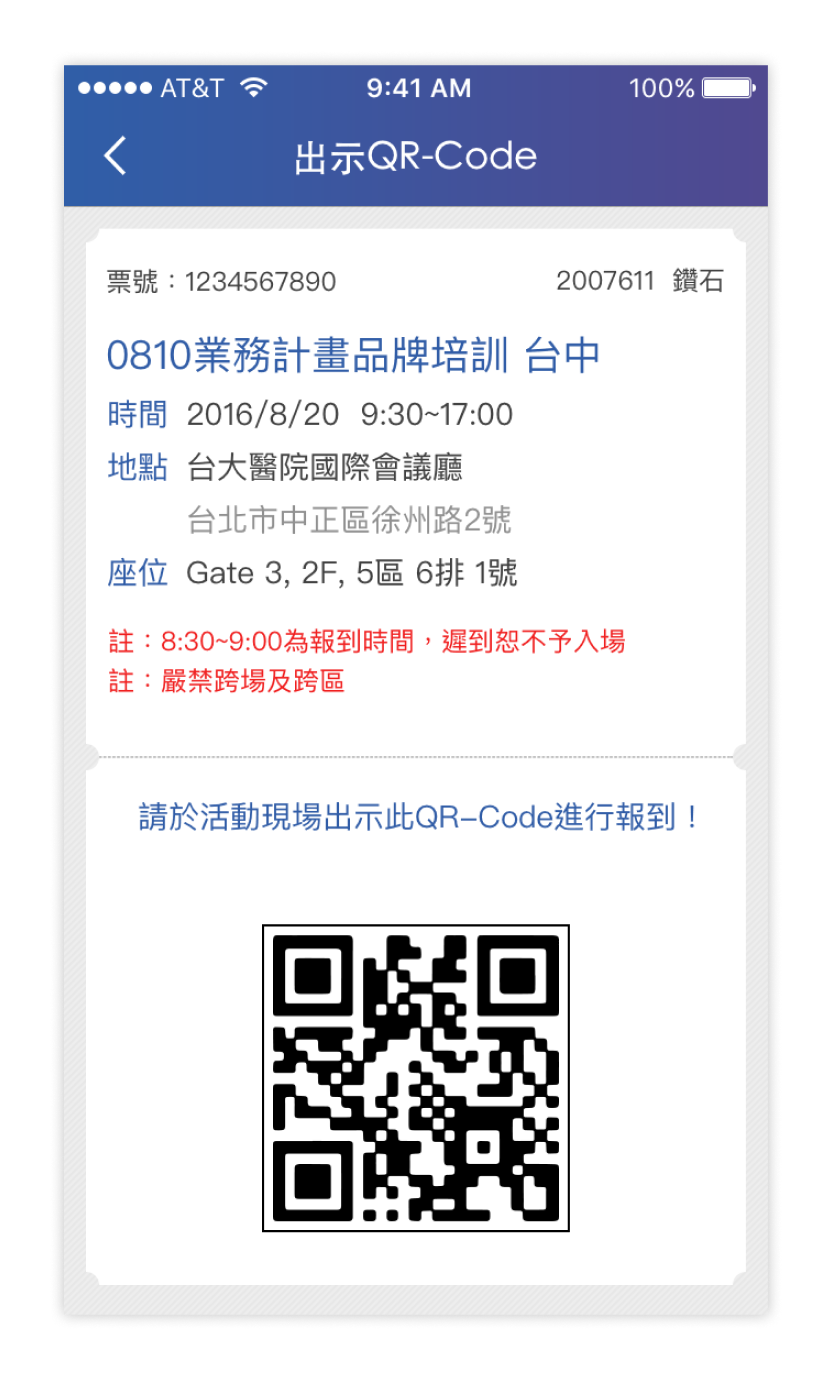 AT&T 9:41 AM 100%
出示QR-Code
票號：1234567890 2007611 鑽石
0810業務計畫品牌培訓 台中
時間 2016/8/20 9:30~17:00
地點 台大醫院國際會議廳
台北市中正區徐州路2號
座位 Gate 3, 2F, 5區 6排 1號
註：8:30~9:00為報到時間，遲到恕不予入場
註：嚴禁跨場及跨區
請於活動現場出示此QR–Code進行報到！